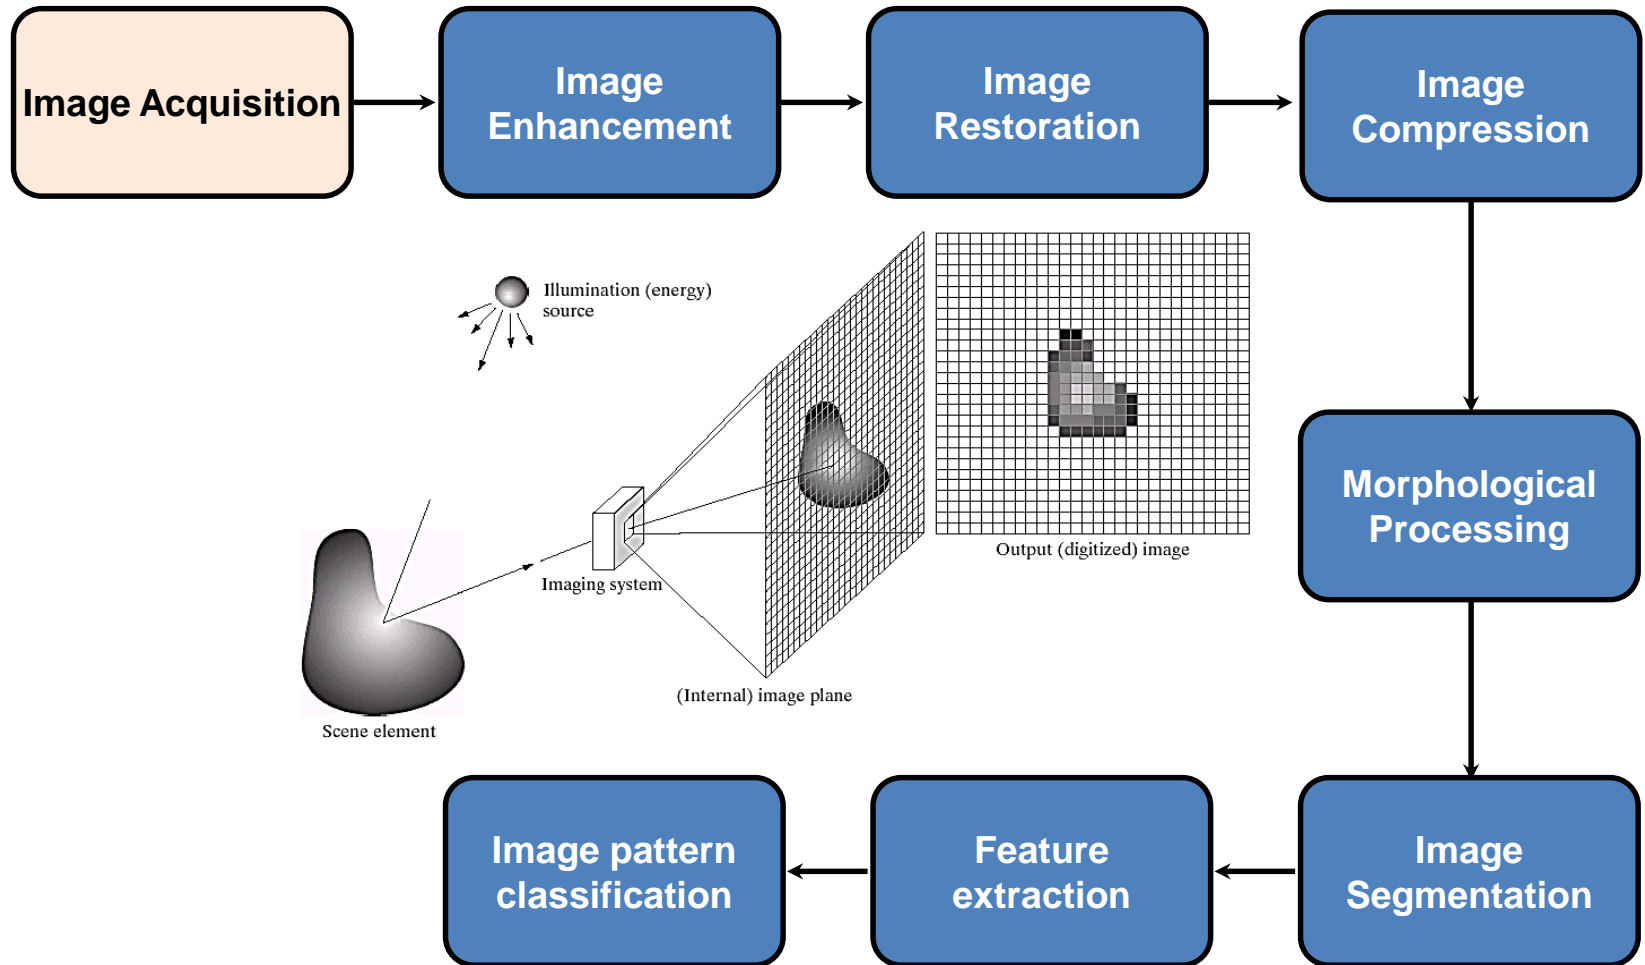 Image Acquisition
Image
Enhancement
Image
Restoration
Image
Compression
Illumination (energy)
source
Output (digitized) image
Imaging system
(Internal) image plane
Scene element
Morphological
Processing
Image
Segmentation
Feature
extraction
Image pattern
classification